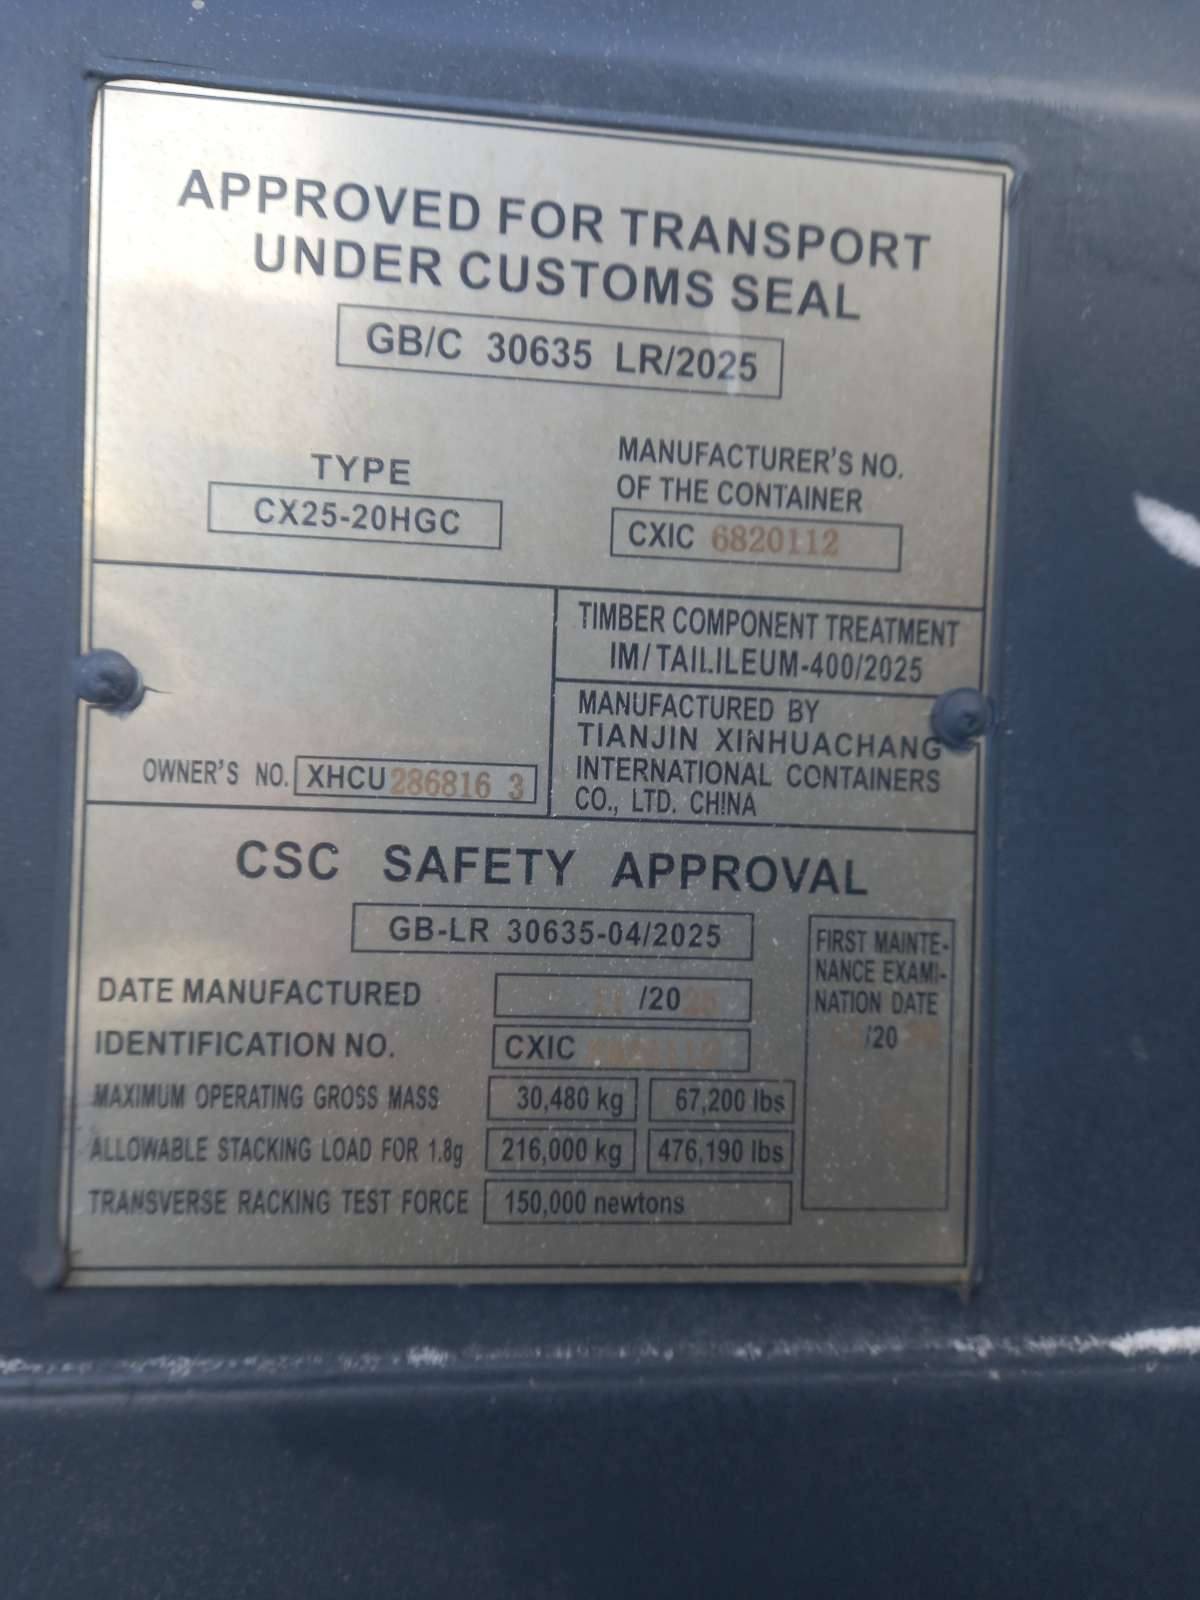 APPROVED FOR TRANSPORT
UNDER CUSTOMS SEAL
GB/C 30635 LR/2025
TYPE
CX25-20HGC
MANUFACTURER'S NO.
OF THE CONTAINER
CXIC 6820112
TIMBER COMPONENT TREATMENT
IM/TAILILEUM-400/2025
MANUFACTURED BY
TIANJIN XINHUACHANG
INTERNATIONAL CONTAINERS
CO., LTD. CHINA
OWNER'S NO. XHCU 286816 3
CSC SAFETY APPROVAL
GB-LR 30635-04/2025
DATE MANUFACTURED /20
IDENTIFICATION NO. CXIC
MAXIMUM OPERATING GROSS MASS 30,480 kg 67,200 lbs
ALLOWABLE STACKING LOAD FOR 1.8g 216,000 kg 476,190 lbs
TRANSVERSE RACKING TEST FORCE 150,000 newtons
FIRST MAINTE-
NANCE EXAMI-
NATION DATE
/20